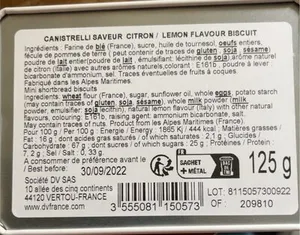 CANISTRELLI SAVEUR CITRON / LEMON FLAVOUR BISCUIT
Ingrédients : Farine de blé (France), sucre, huile de tournesol, oeufs entiers,
fécule de pommes de terre ( peut contenir de traces de gluten, soja, sésame),
poudre de lait entier(poudre de lait , émulsifiant: lécithine de soja),arôme naturel
de citron (Italie) avec autres arômes naturels,colorant : E161b , poudre à lever :
bicarbonate d'ammonium, sel. Traces éventuelles de fruits à coques.
Fabriqué dans les Alpes Maritimes.
Mini shortbread biscuits
Ingredients: wheat flour (France), sugar, sunflower oil, whole eggs, potato starch
(may contain traces of gluten, soja, sesame), whole milk powder (milk
powder, emulsifier soja lecithin), natural lemon flavour (Italy) with other natural
flavours, colouring: E161b, raising agent: ammonium bicarbonate, salt.
May contain traces of nuts. Product from les Alpes Maritimes.
Pour 100 g / Per 100 g : Energie / Energy : 1865 Kj / 444 kcal, Matières grasses /
Fat : 16 g ; dont acides gras saturés / of which saturates : 2,1 g ; Glucides /
Carbohydrate : 67 g ; dont sucres / of which sugars : 25 g ; Protéines / Protein :
7,2 g ; Sel / Salt : 0,33 g
A consommer de préférence avant le
/ Best before: 30/09/2022
Société DV SAS
10 allée des cinq continents
44120 VERTOU-FRANCE
www.dvfrance.com
SACHET
+ MÉTAL
125 g
3 555081 150573
LOT: 8115057300922
OF : 209810